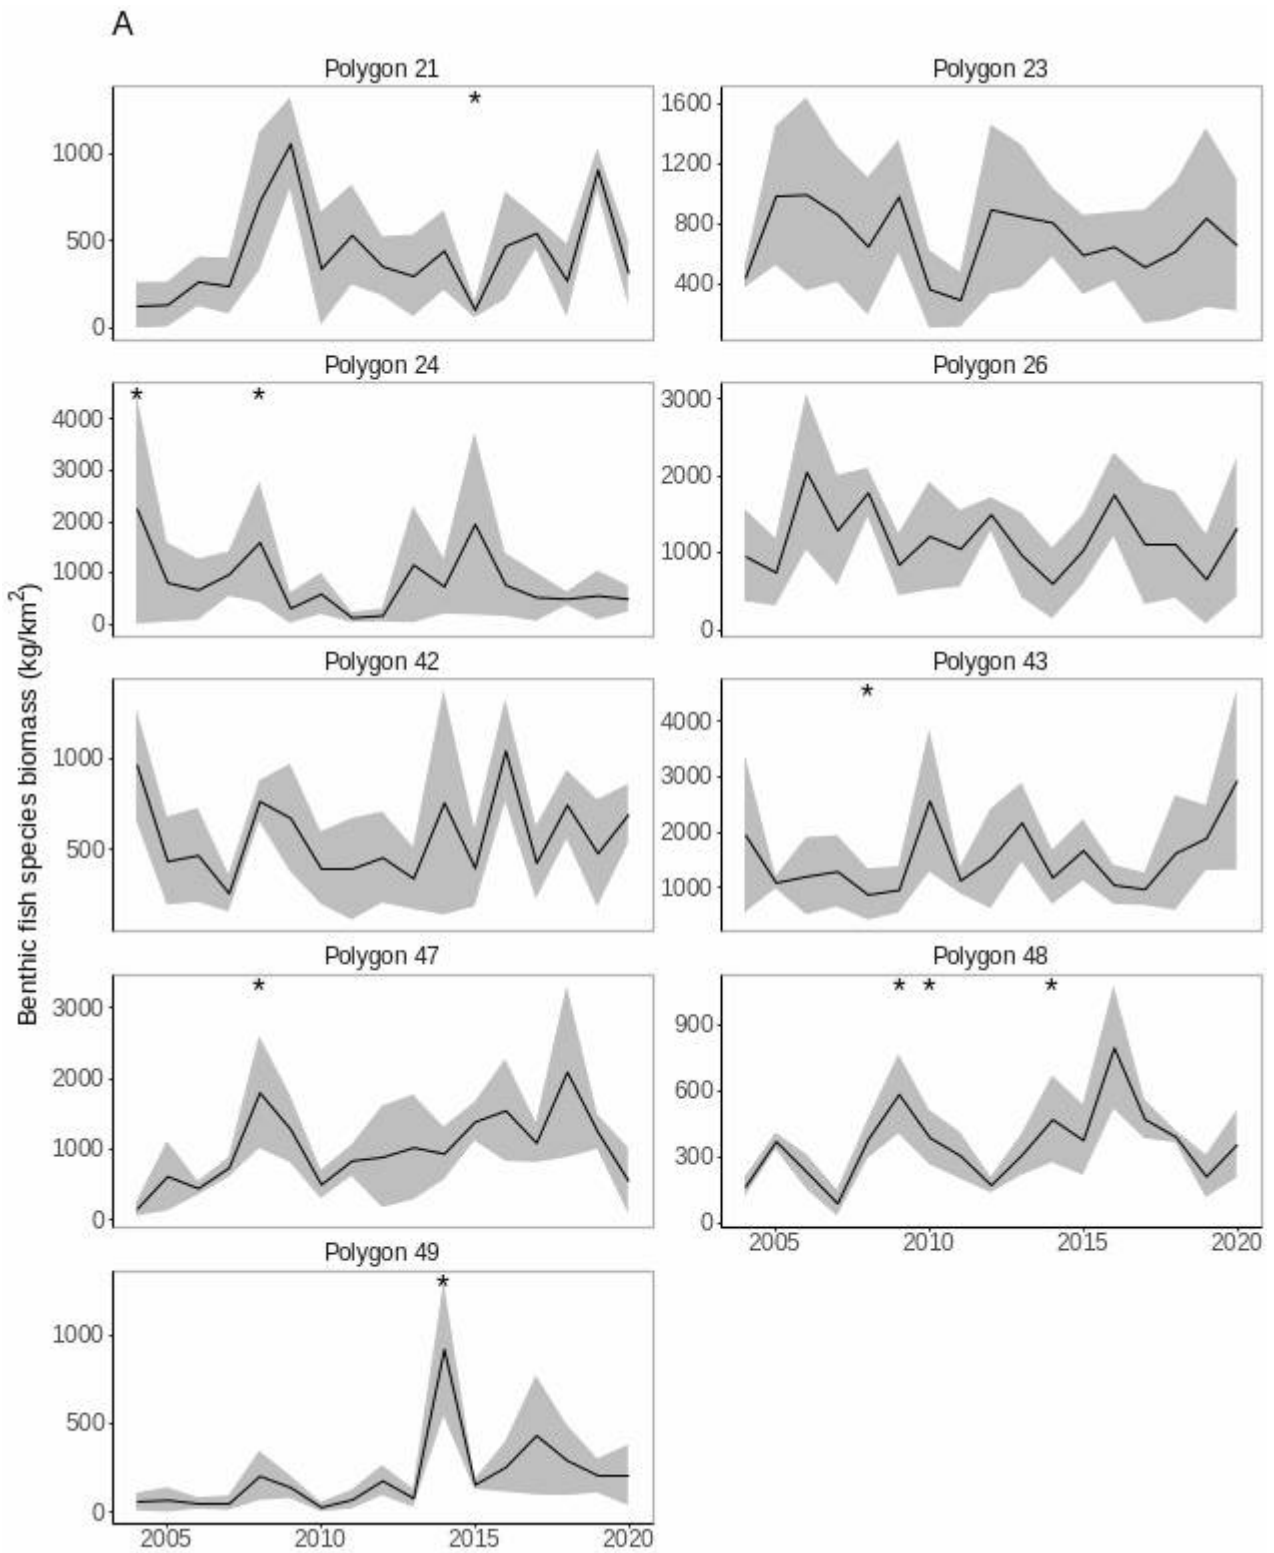 A
Polygon 21
Polygon 23
*
1000
500
0
1600
1200
800
400
Polygon 24
Polygon 26
* *
4000
3000
2000
1000
0
3000
2000
1000
0
Benthic fish species biomass (kg/km²)
Polygon 42
Polygon 43
*
1000
500
4000
3000
2000
1000
Polygon 47
Polygon 48
*
* * *
3000
2000
1000
0
900
600
300
0
2005 2010 2015 2020
Polygon 49
*
1000
500
0
2005 2010 2015 2020